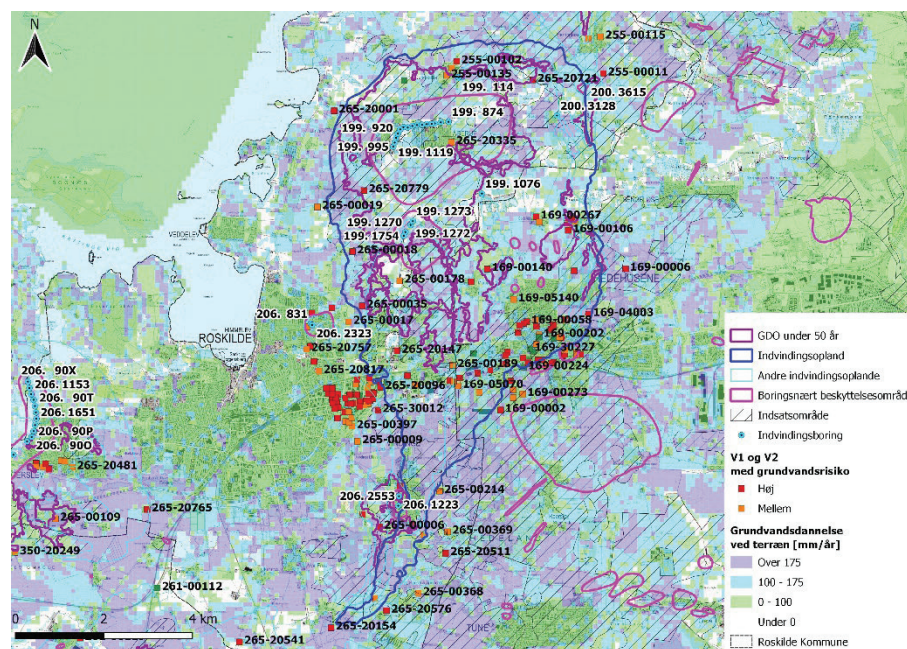 N
255-00115
255-00102
255-00135
265-20721
255-00011
199. 114
200. 3615
200. 3128
265-20001
199. 874
199. 920
199. 995
199. 1119
265-20335
199. 1076
265-20779
265-00019
199. 1273
199. 1270
199. 1272
199. 1754
265-00018
169-00267
169-00106
VEDDELEV
169-00140
169-00006
265-00178
EDEHUSENE
169-05140
265-00035
265-00017
169-04003
206. 831
169-00058
HIMMELEV
ROSKILDE
206. 2323
169-00202
265-20757
265-20147
169-30227
169-00224
265-20817
265-00189
206. 90X
206. 1153
265-20096
169-05070
169-00273
206. 90T
206. 1651
265-30012
169-00002
206. 90P
265-00397
206. 90O
265-00009
265-20481
206. 2553
265-00214
206. 1223
265-20765
265-00109
265-00006
265-00369
HEDELAN
350-20249
265-20511
261-00112
265-00368
265-20576
TUNE
265-20154
265-20541
0
4 km
GDO under 50 år
Indvindingsopland
Andre indvindingsoplande
Boringsnært beskyttelsesområd
Indsatsområde
Indvindingsboring
V1 og V2
med grundvandsrisiko
Høj
Mellem
Grundvandsdannelse
ved terræn [mm/år]
Over 175
100 - 175
0 - 100
Under 0
Roskilde Kommune